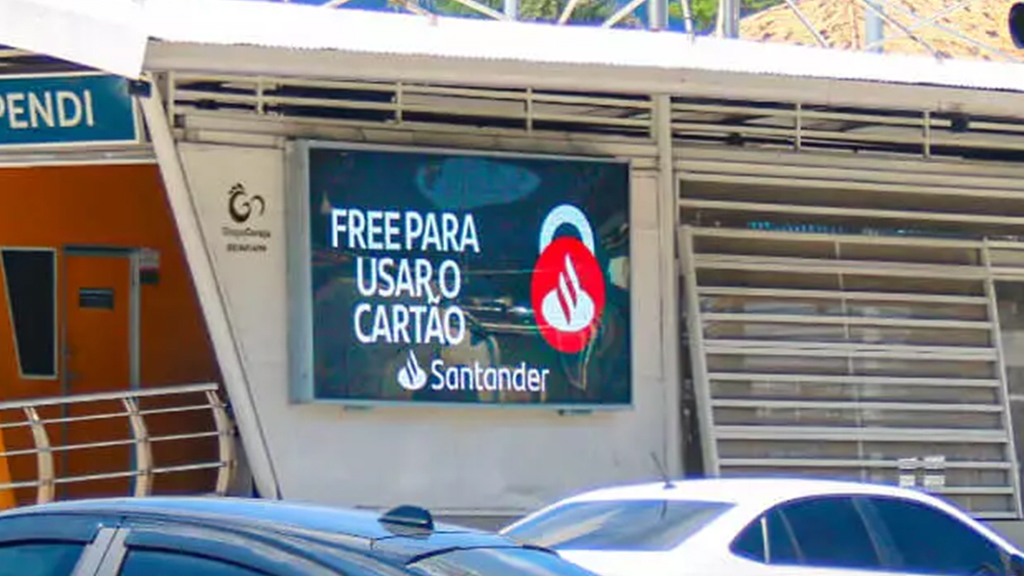 PENDI
FREE PARA
USAR O
CARTÃO
Santander